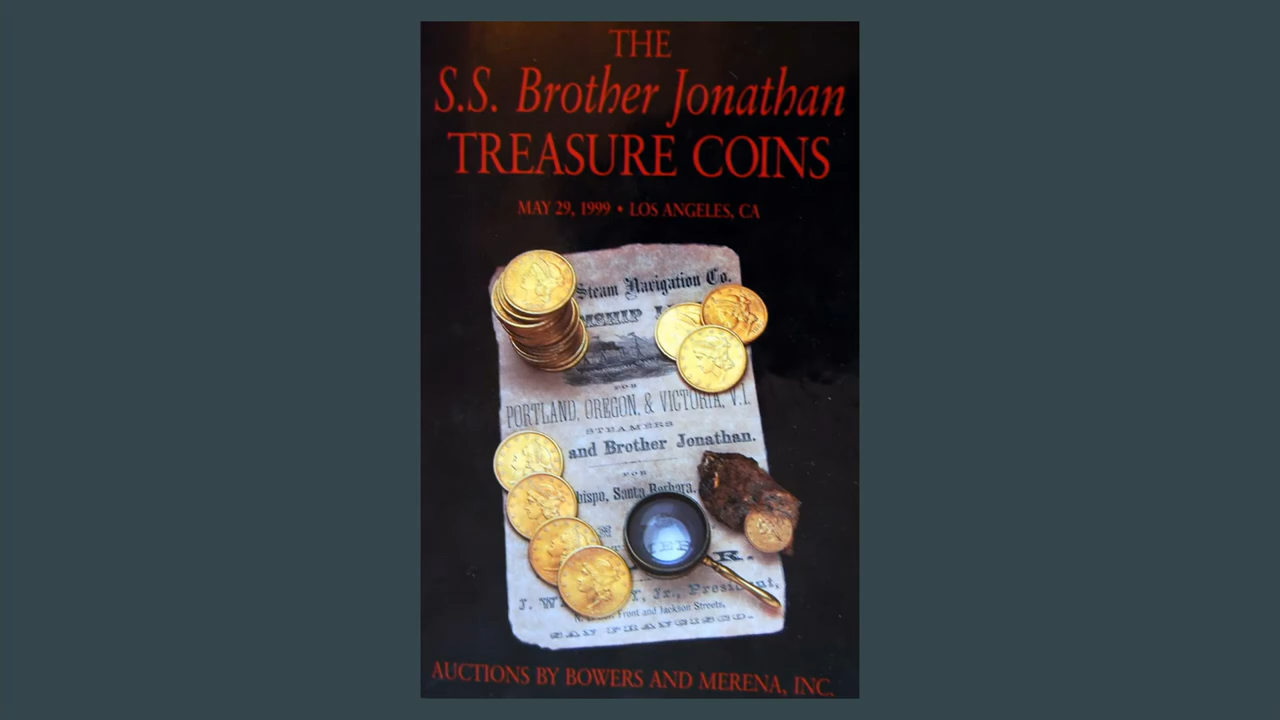 THE
S.S. Brother Jonathan
TREASURE COINS
MAY 29, 1999 • LOS ANGELES, CA
Steam Navigation Co.
FOR
PORTLAND, OREGON, & VICTORIA, V.I.
STEAMERS
and Brother Jonathan.
FOR
Santa Barbara,
Jr., President,
Front and Jackson Streets,
SAN FRANCISCO.
AUCTIONS BY BOWERS AND MERENA, INC.